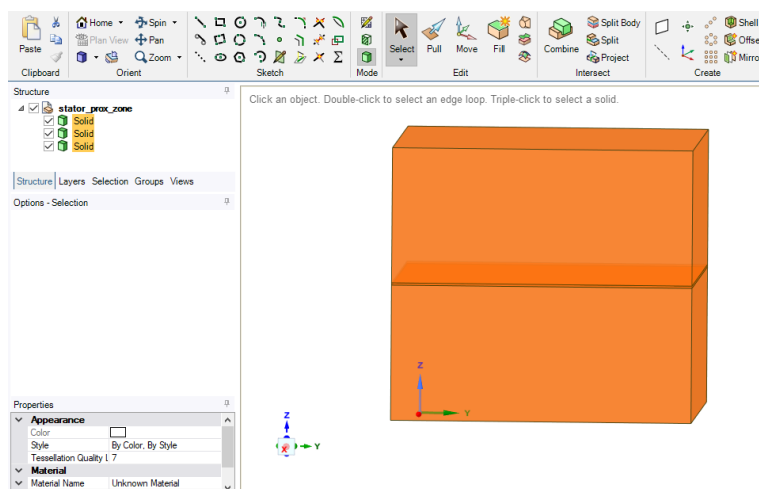 Home Spin Shell
Paste Plan View Pan Select Pull Move Fill Combine Split Body Split Offse
Zoom Project Mirro
Clipboard Orient Sketch Mode Edit Intersect Create
Structure
stator_prox_zone
Solid
Solid
Solid
Structure Layers Selection Groups Views
Options - Selection
Click an object. Double-click to select an edge loop. Triple-click to select a solid.
Z
Y
Z
Y
X
Properties
Appearance
Color
Style By Color, By Style
Tessellation Quality L 7
Material
Material Name Unknown Material